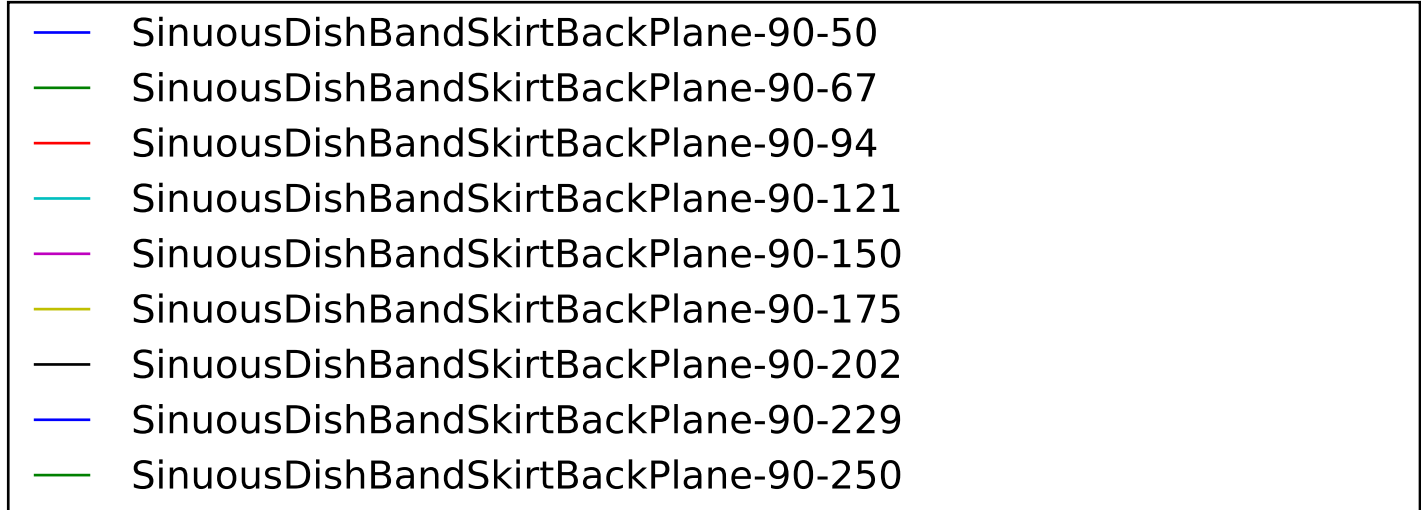 SinuousDishBandSkirtBackPlane-90-50
SinuousDishBandSkirtBackPlane-90-67
SinuousDishBandSkirtBackPlane-90-94
SinuousDishBandSkirtBackPlane-90-121
SinuousDishBandSkirtBackPlane-90-150
SinuousDishBandSkirtBackPlane-90-175
SinuousDishBandSkirtBackPlane-90-202
SinuousDishBandSkirtBackPlane-90-229
SinuousDishBandSkirtBackPlane-90-250